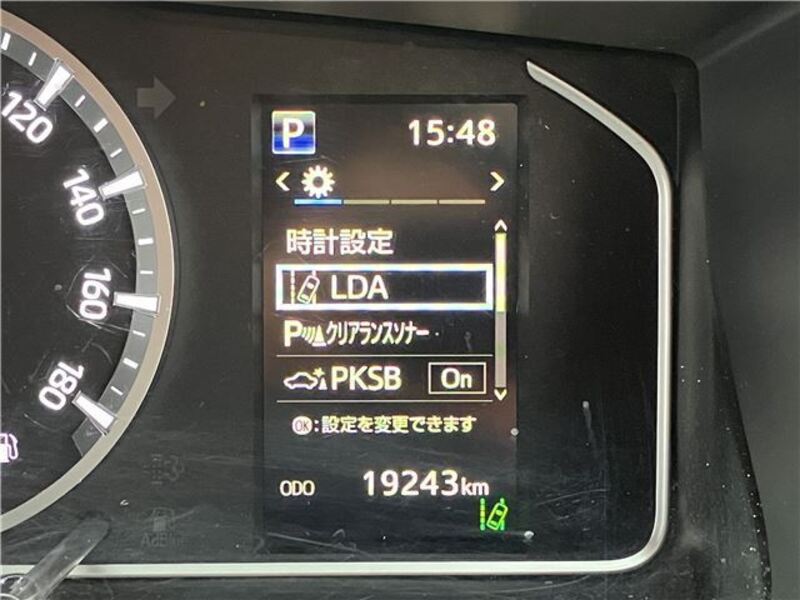 120
140
160
180
P 15:48
時計設定
LDA
Pクリアランスソナー
PKSB On
OK:設定を変更できます
ODO 19243km